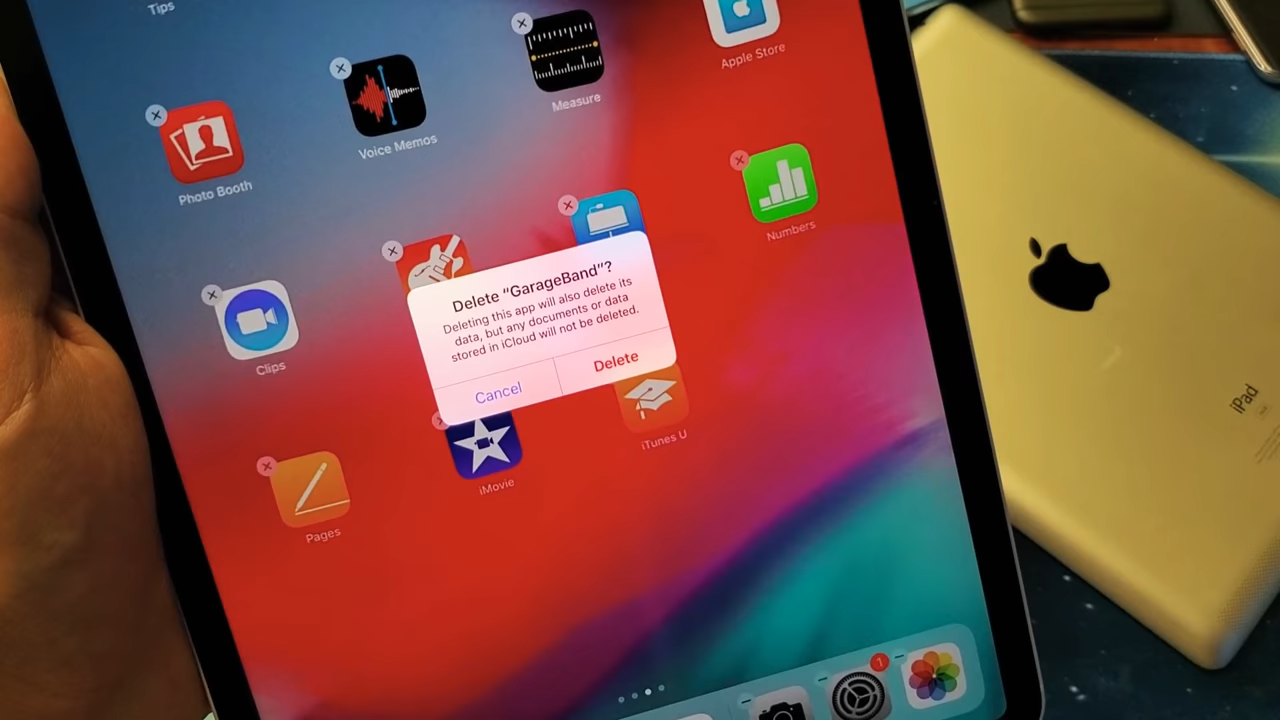 Tips
Photo Booth
Voice Memos
Measure
Apple Store
Clips
Numbers
Delete “GarageBand”?
Deleting this app will also delete its
data, but any documents or data
stored in iCloud will not be deleted.
Cancel
Delete
Pages
iMovie
iTunes U
1
iPad